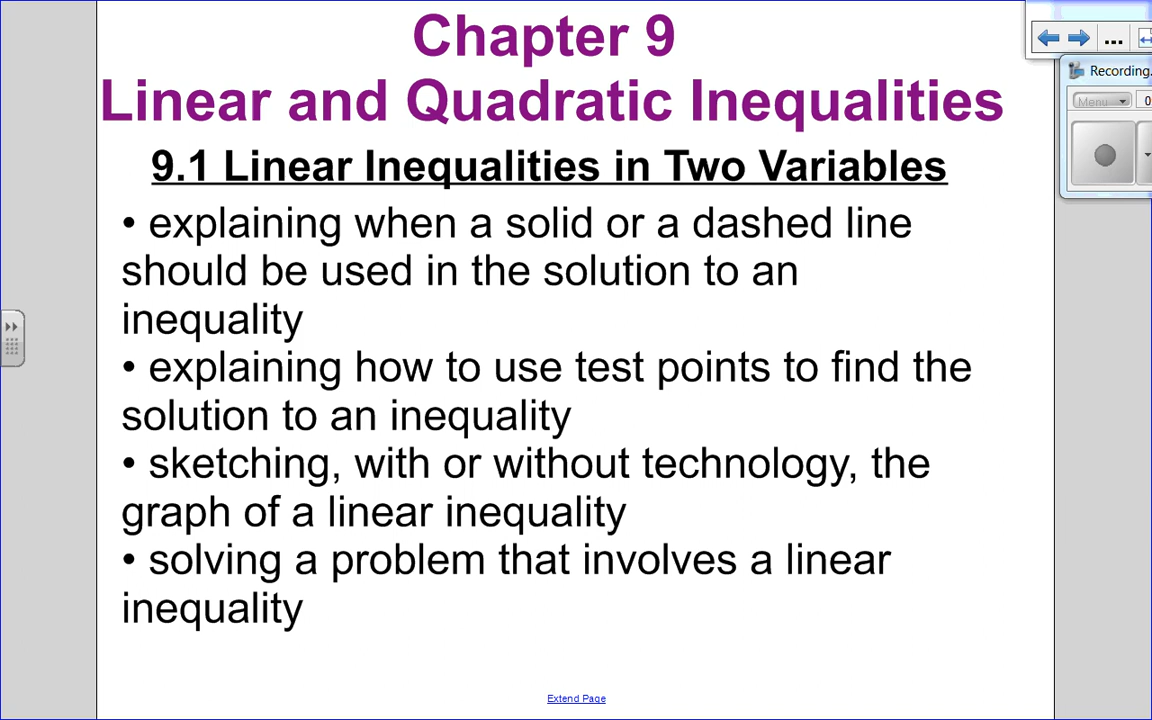 Chapter 9
Linear and Quadratic Inequalities
9.1 Linear Inequalities in Two Variables
• explaining when a solid or a dashed line
should be used in the solution to an
inequality
• explaining how to use test points to find the
solution to an inequality
• sketching, with or without technology, the
graph of a linear inequality
• solving a problem that involves a linear
inequality
Extend Page
...
Recording.
Menu
0